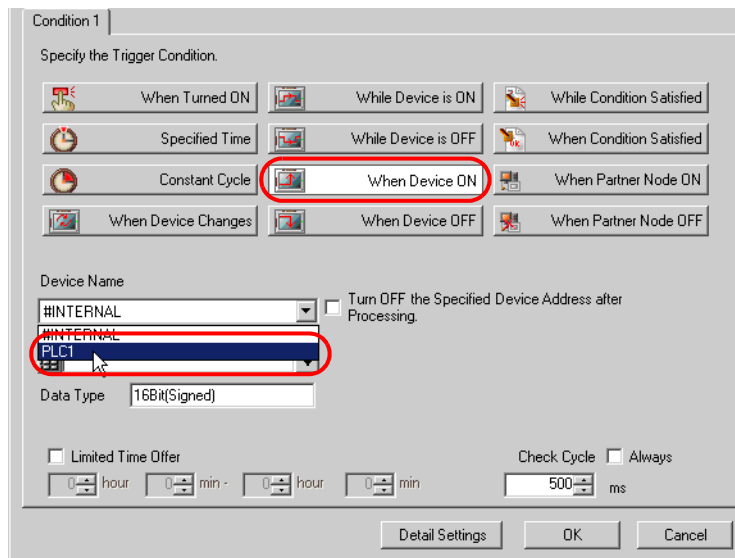 Condition 1
Specify the Trigger Condition.
When Turned ON
While Device is ON
While Condition Satisfied
Specified Time
While Device is OFF
When Condition Satisfied
Constant Cycle
When Device ON
When Partner Node ON
When Device Changes
When Device OFF
When Partner Node OFF
Device Name
#INTERNAL
Turn OFF the Specified Device Address after
Processing.
#INTERNAL
PLC1
Data Type 16Bit(Signed)
Limited Time Offer
Check Cycle Always
0 hour 0 min - 0 hour 0 min
500 ms
Detail Settings OK Cancel